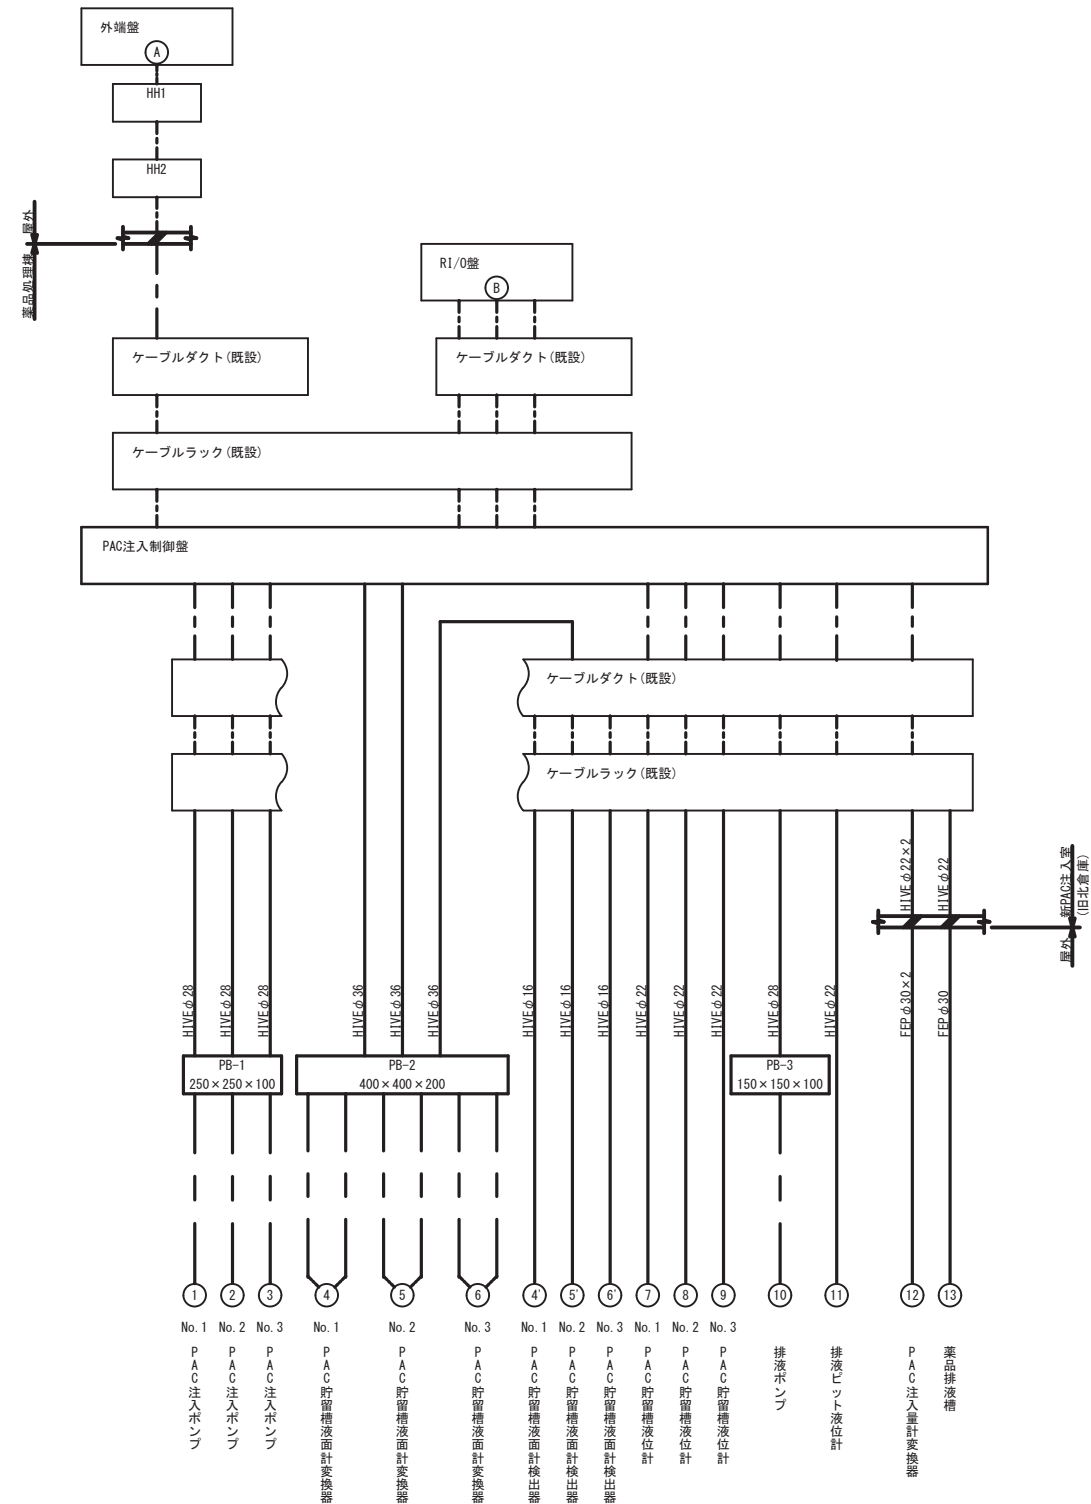 外端盤
A
HH1
HH2
屋外
薬品処理棟
RI/O盤
B
ケーブルダクト(既設)
ケーブルダクト(既設)
ケーブルラック(既設)
PAC注入制御盤
ケーブルダクト(既設)
ケーブルラック(既設)
HIVEφ22×2
HIVEφ22
新PAC注入室
(旧北倉庫)
屋外
HIVEφ28
HIVEφ28
HIVEφ28
HIVEφ36
HIVEφ36
HIVEφ36
HIVEφ16
HIVEφ16
HIVEφ16
HIVEφ22
HIVEφ22
HIVEφ22
HIVEφ28
HIVEφ22
FEPφ30×2
FEPφ30
PB-1
250×250×100
PB-2
400×400×200
PB-3
150×150×100
1
2
3
4
5
6
4'
5'
6'
7
8
9
10
11
12
13
No.1
No.2
No.3
No.1
No.2
No.3
No.1
No.2
No.3
No.1
No.2
No.3
PAC注入ポンプ
PAC注入ポンプ
PAC注入ポンプ
PAC貯留槽液面計変換器
PAC貯留槽液面計変換器
PAC貯留槽液面計変換器
PAC貯留槽液面計検出器
PAC貯留槽液面計検出器
PAC貯留槽液面計検出器
PAC貯留槽液位計
PAC貯留槽液位計
PAC貯留槽液位計
排液ポンプ
排液ピット液位計
PAC注入量計変換器
薬品排液槽